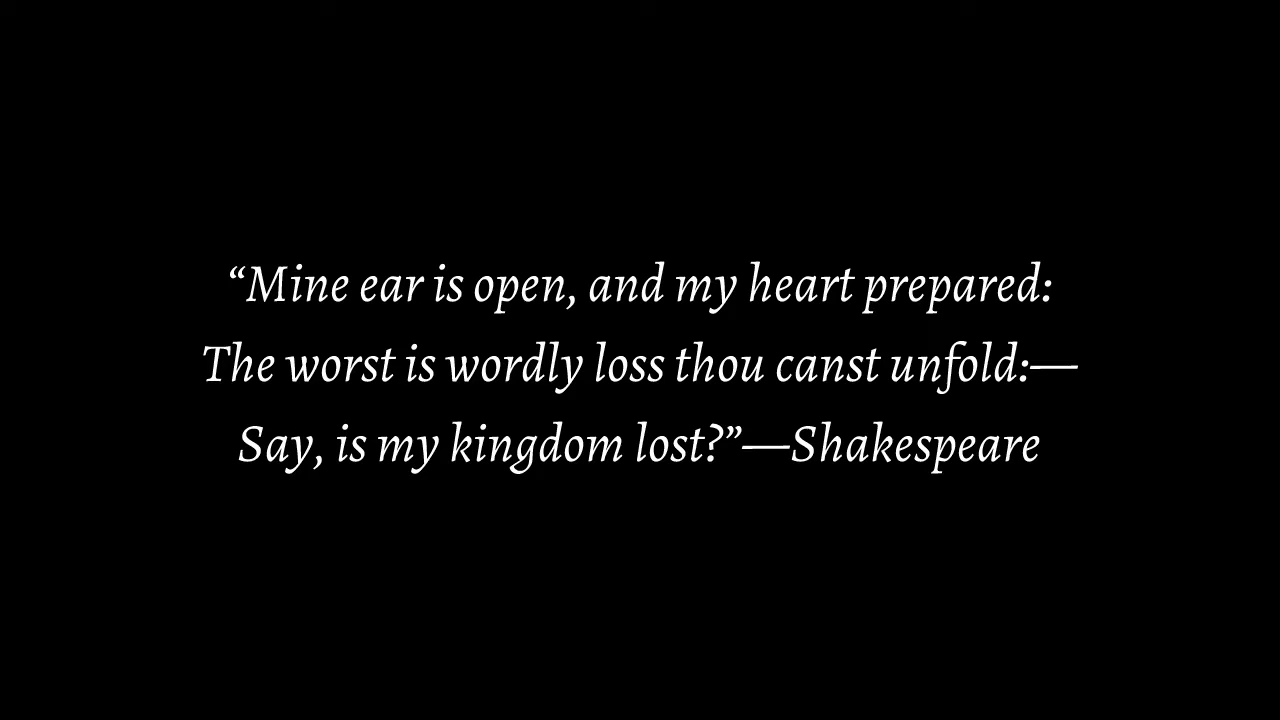 “Mine ear is open, and my heart prepared:
The worst is wordly loss thou canst unfold:—
Say, is my kingdom lost?”—Shakespeare